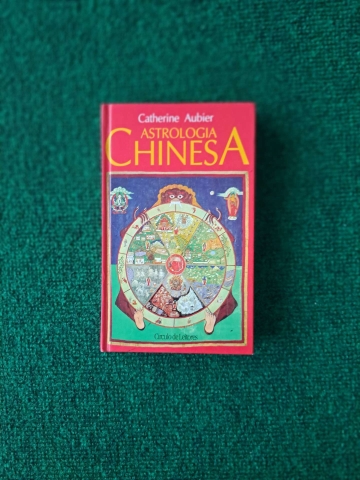 Catherine Aubier
ASTROLOGIA
CHINESA
Círculo de Leitores